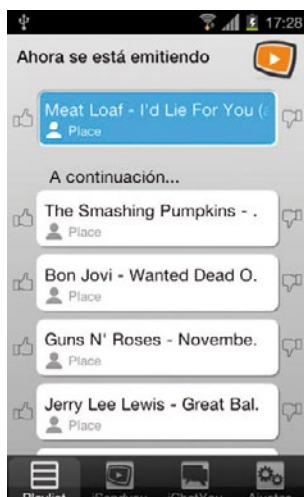 17:28
Ahora se está emitiendo
Meat Loaf - I'd Lie For You (a
Place
A continuación...
The Smashing Pumpkins - .
Place
Bon Jovi - Wanted Dead O.
Place
Guns N' Roses - Novembe.
Place
Jerry Lee Lewis - Great Bal.
Place
Playlist